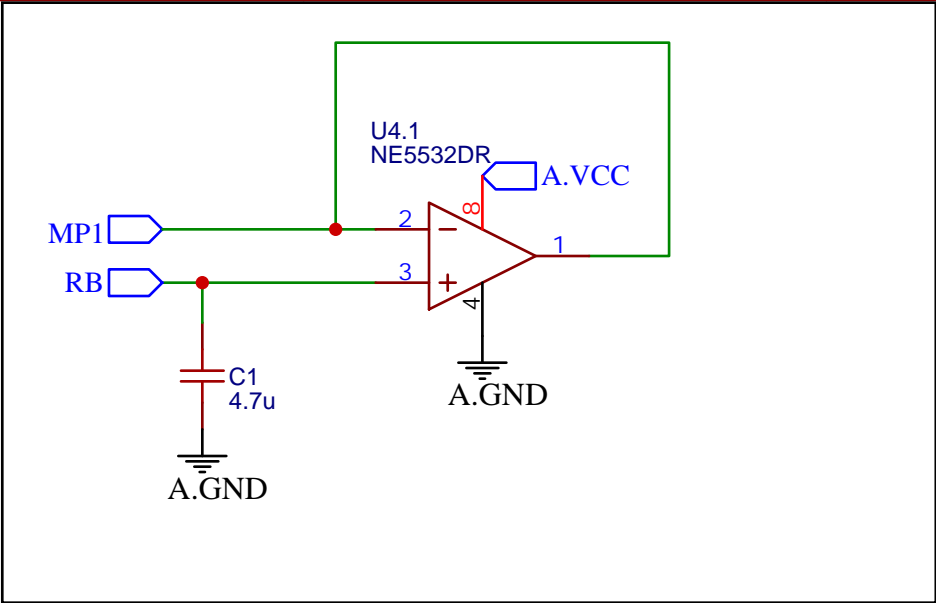 U4.1
NE5532DR
A.VCC
8
MP1
2
1
RB
3
4
C1
4.7u
A.GND
A.GND